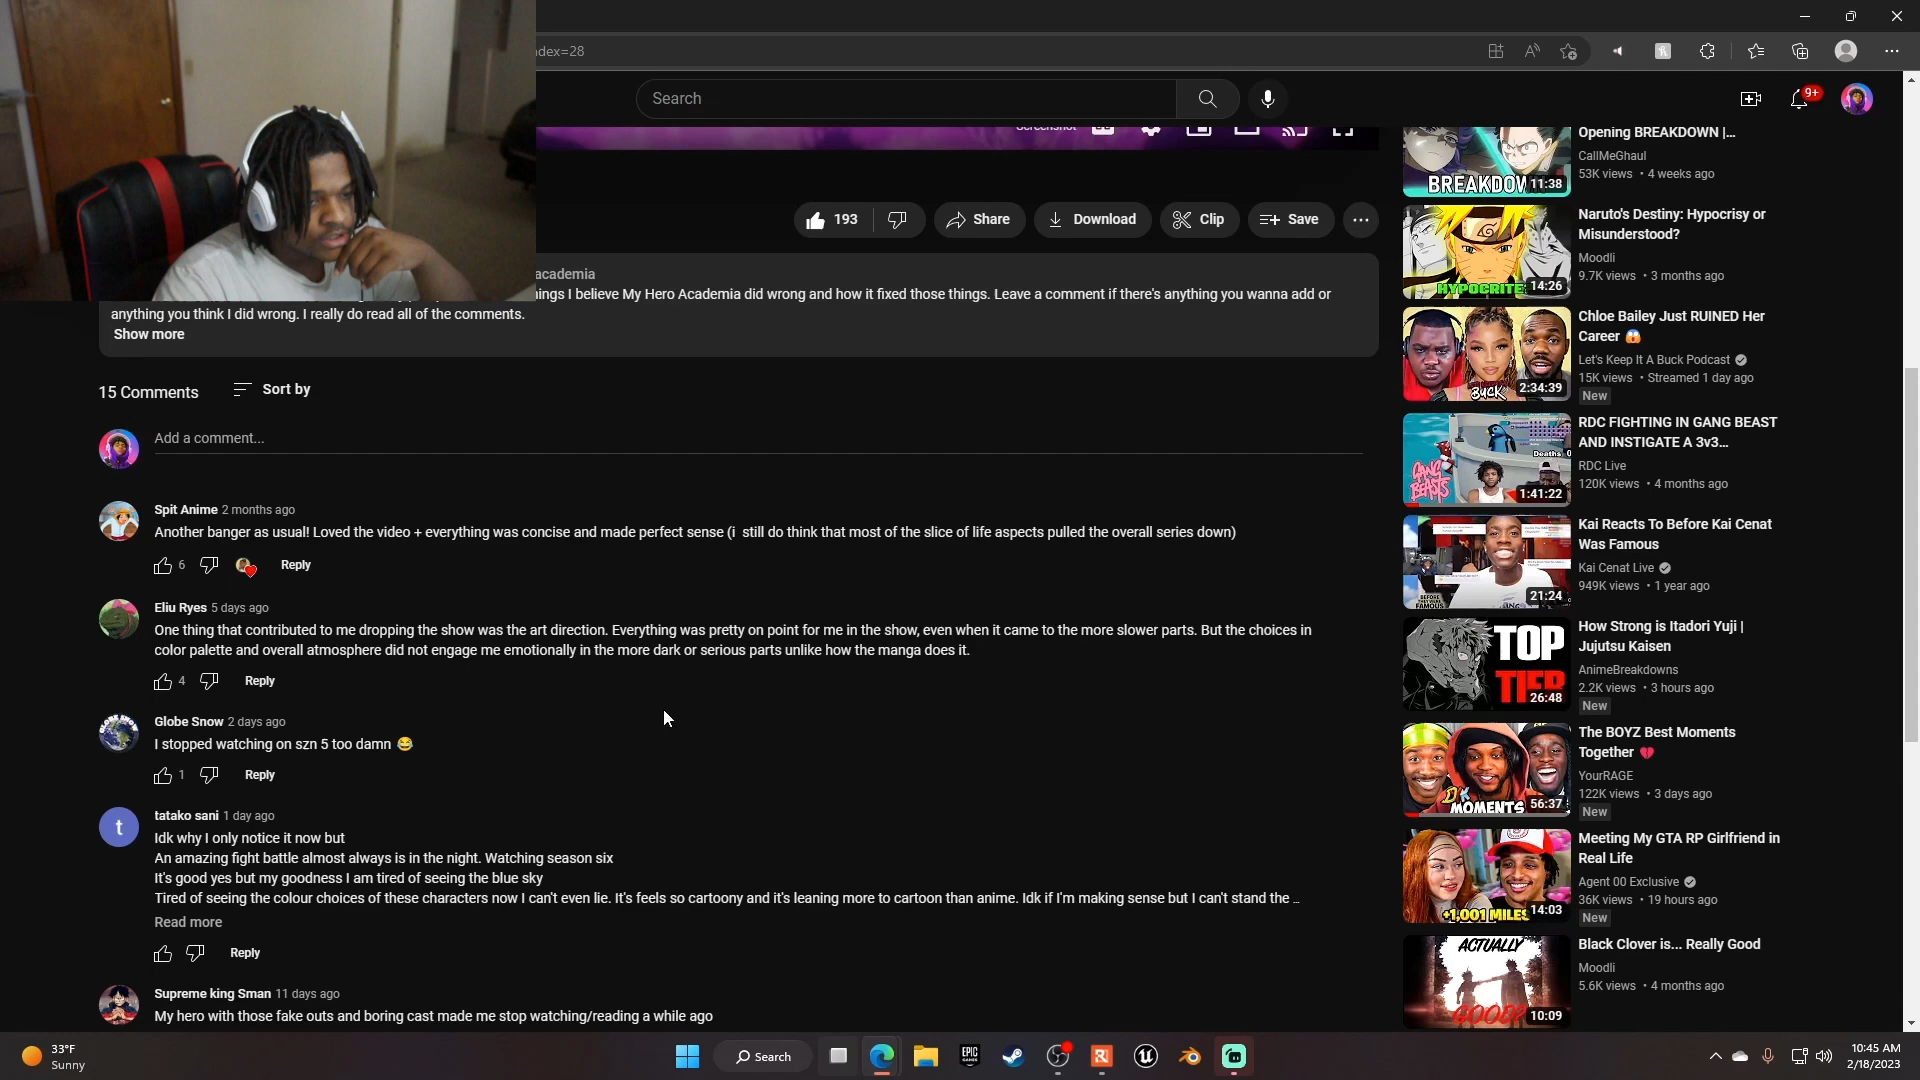 ndex=28
Search
9+
193
Share
Download
Clip
Save
academia
ings I believe My Hero Academia did wrong and how it fixed those things. Leave a comment if there's anything you wanna add or
anything you think I did wrong. I really do read all of the comments.
Show more
15 Comments
Sort by
Add a comment...
Spit Anime 2 months ago
Another banger as usual! Loved the video + everything was concise and made perfect sense (i still do think that most of the slice of life aspects pulled the overall series down)
6
Reply
Eliu Ryes 5 days ago
One thing that contributed to me dropping the show was the art direction. Everything was pretty on point for me in the show, even when it came to the more slower parts. But the choices in
color palette and overall atmosphere did not engage me emotionally in the more dark or serious parts unlike how the manga does it.
4
Reply
Globe Snow 2 days ago
I stopped watching on szn 5 too damn 😂
1
Reply
t
tatako sani 1 day ago
Idk why I only notice it now but
An amazing fight battle almost always is in the night. Watching season six
It's good yes but my goodness I am tired of seeing the blue sky
Tired of seeing the colour choices of these characters now I can't even lie. It's feels so cartoony and it's leaning more to cartoon than anime. Idk if I'm making sense but I can't stand the ...
Read more
Reply
Supreme king Sman 11 days ago
My hero with those fake outs and boring cast made me stop watching/reading a while ago
BREAKDOW
11:38
Opening BREAKDOWN |...
CallMeGhaul
53K views • 4 weeks ago
HYPOCRITE
14:26
Naruto's Destiny: Hypocrisy or
Misunderstood?
Moodli
9.7K views • 3 months ago
BUCK
2:34:39
Chloe Bailey Just RUINED Her
Career 😱
Let's Keep It A Buck Podcast
15K views • Streamed 1 day ago
New
Deaths 0
GANG
BEASTS
1:41:22
RDC FIGHTING IN GANG BEAST
AND INSTIGATE A 3v3...
RDC Live
120K views • 4 months ago
BEFORE
THEY WERE
FAMOUS
21:24
Kai Reacts To Before Kai Cenat
Was Famous
Kai Cenat Live
949K views • 1 year ago
TOP
TIER
26:48
How Strong is Itadori Yuji |
Jujutsu Kaisen
AnimeBreakdowns
2.2K views • 3 hours ago
New
MOMENTS
56:37
The BOYZ Best Moments
Together 💔
YourRAGE
122K views • 3 days ago
New
+1,001 MILES
14:03
Meeting My GTA RP Girlfriend in
Real Life
Agent 00 Exclusive
36K views • 19 hours ago
New
ACTUALLY
GOOD?
10:09
Black Clover is... Really Good
Moodli
5.6K views • 4 months ago
33°F
Sunny
Search
EPIC
GAMES
10:45 AM
2/18/2023